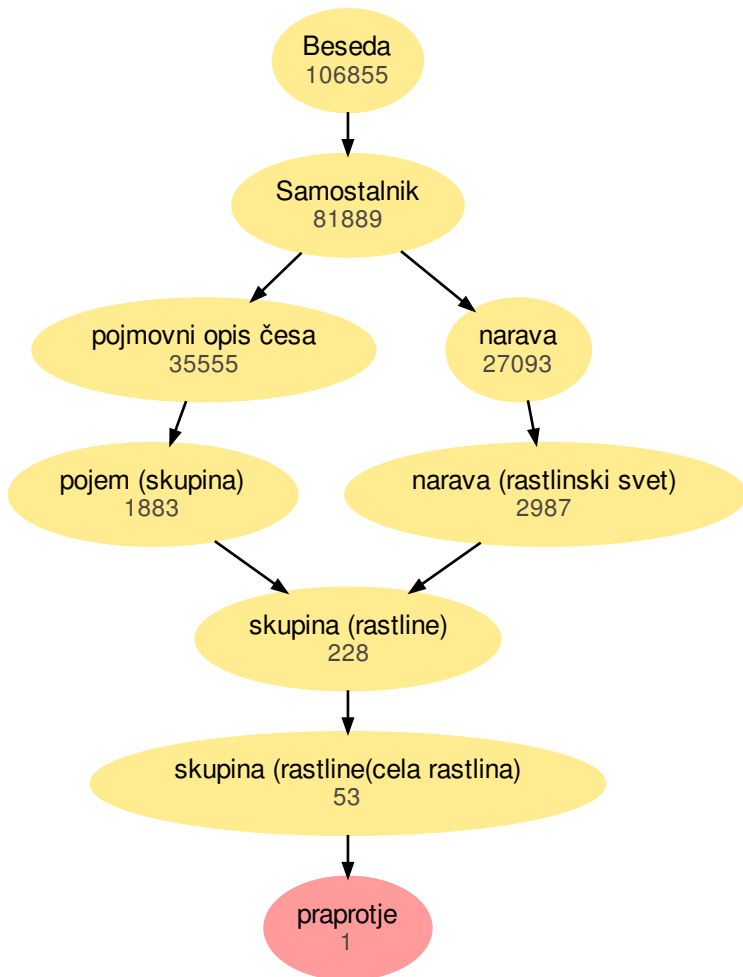 Beseda
106855
Samostalnik
81889
pojmovni opis česa
35555
narava
27093
pojem (skupina)
1883
narava (rastlinski svet)
2987
skupina (rastline)
228
skupina (rastline(cela rastlina)
53
praprotje
1